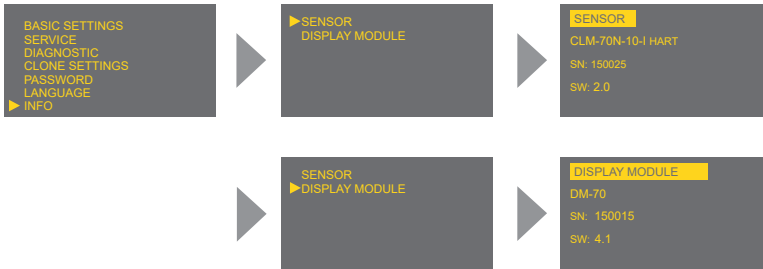 BASIC SETTINGS
SERVICE
DIAGNOSTIC
CLONE SETTINGS
PASSWORD
LANGUAGE
INFO
SENSOR
DISPLAY MODULE
SENSOR
CLM-70N-10-I HART
SN: 150025
SW: 2.0
SENSOR
DISPLAY MODULE
DISPLAY MODULE
DM-70
SN: 150015
SW: 4.1